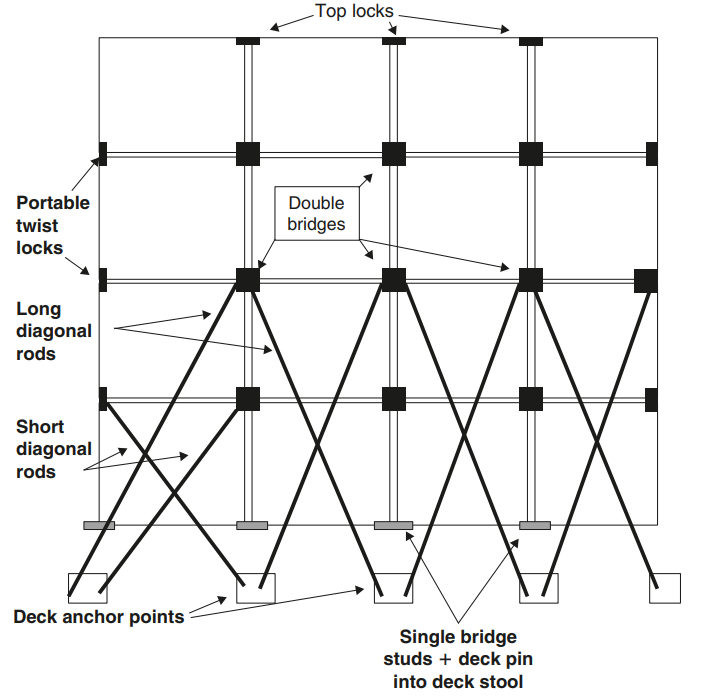 Top locks
Portable
twist
locks
Double
bridges
Long
diagonal
rods
Short
diagonal
rods
Deck anchor points
Single bridge
studs + deck pin
into deck stool